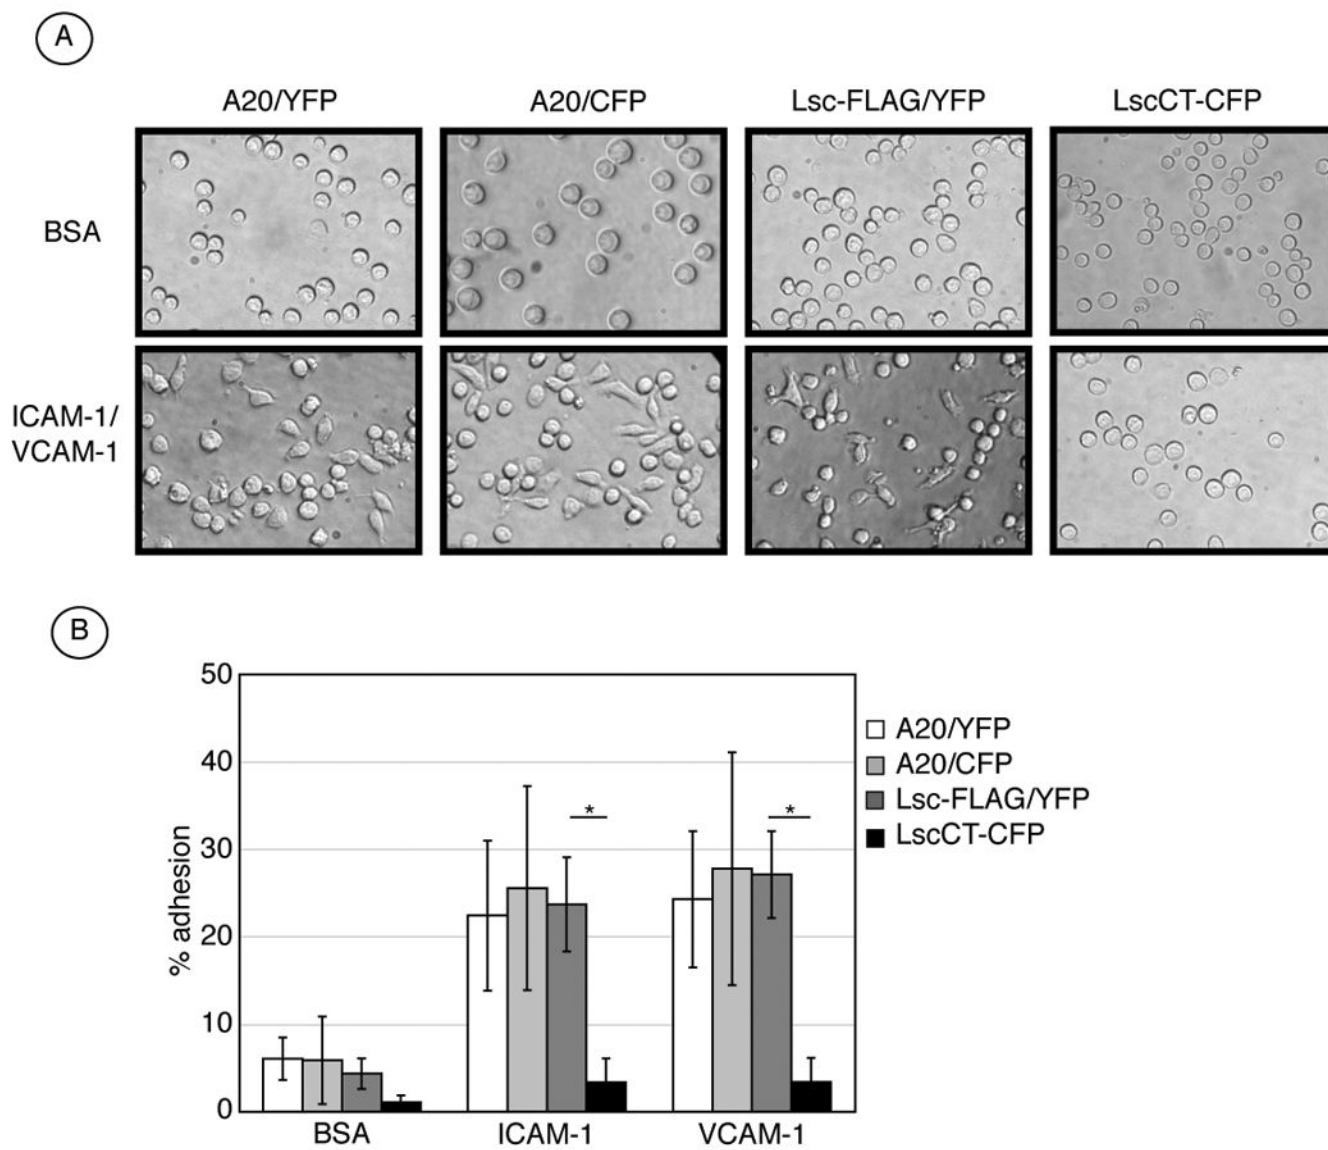 A
A20/YFP A20/CFP Lsc-FLAG/YFP LscCT-CFP
BSA
ICAM-1/
VCAM-1
B
50
40
30
20
10
0
% adhesion
* *
BSA ICAM-1 VCAM-1
A20/YFP
A20/CFP
Lsc-FLAG/YFP
LscCT-CFP